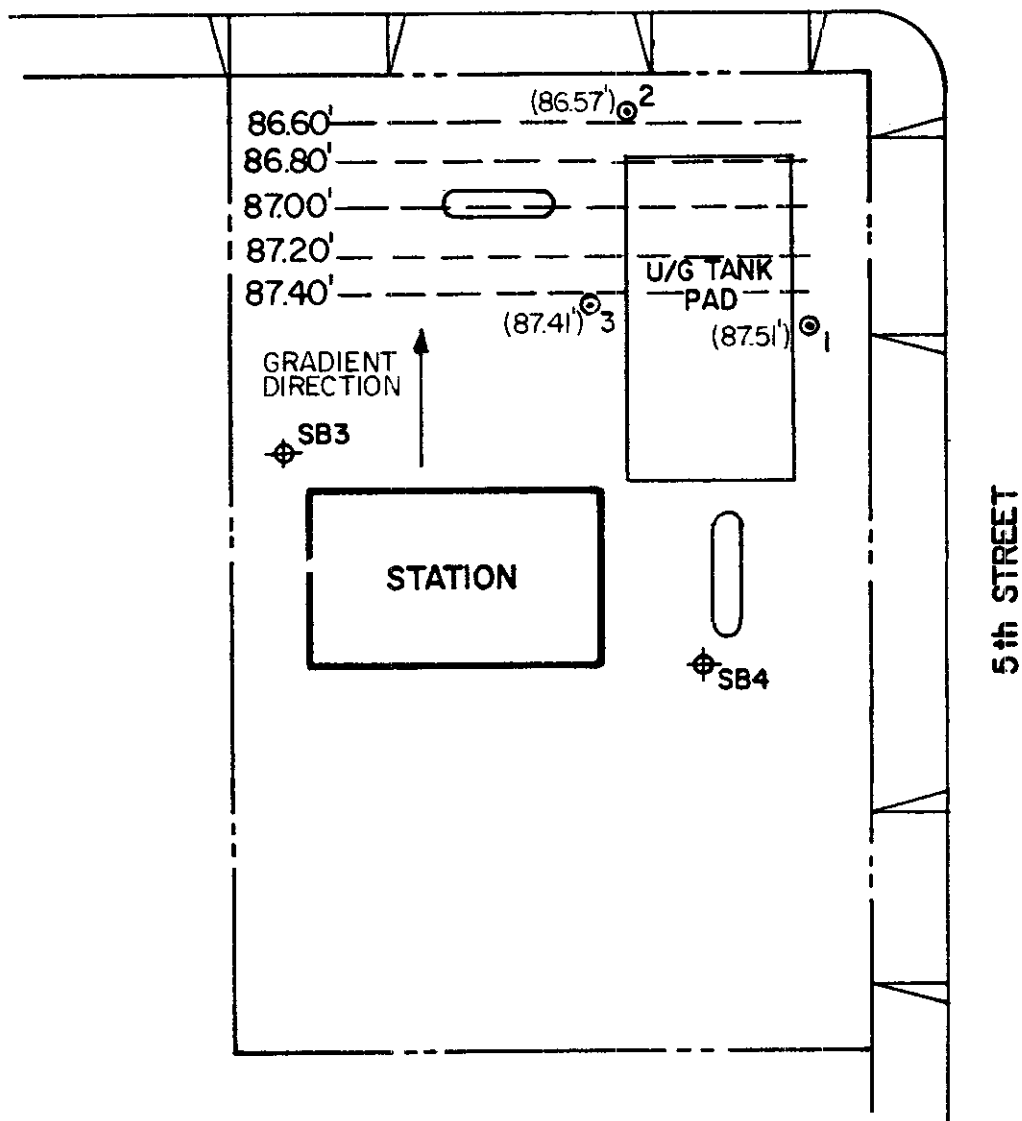 (86.57')
2
86.60'
86.80'
87.00'
87.20'
87.40'
U/G TANK
PAD
(87.41')
3
(87.51')
1
GRADIENT
DIRECTION
SB3
STATION
SB4
5th STREET